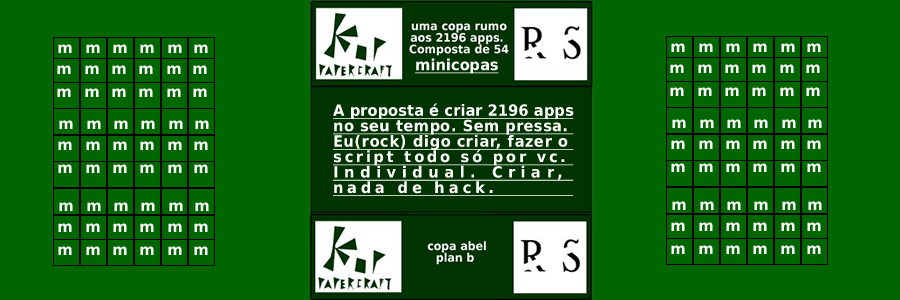 m m m m m m
m m m m m m
m m m m m m
m m m m m m
m m m m m m
m m m m m m
m m m m m m
m m m m m m
m m m m m m
KOP
PAPERCRAFT
uma copa rumo
aos 2196 apps.
Composta de 54
minicopas
R S
A proposta é criar 2196 apps
no seu tempo. Sem pressa.
Eu(rock) digo criar, fazer o
script todo só por vc.
Individual. Criar,
nada de hack.
KOP
PAPERCRAFT
copa abel
plan b
R S
m m m m m m
m m m m m m
m m m m m m
m m m m m m
m m m m m m
m m m m m m
m m m m m m
m m m m m m
m m m m m m